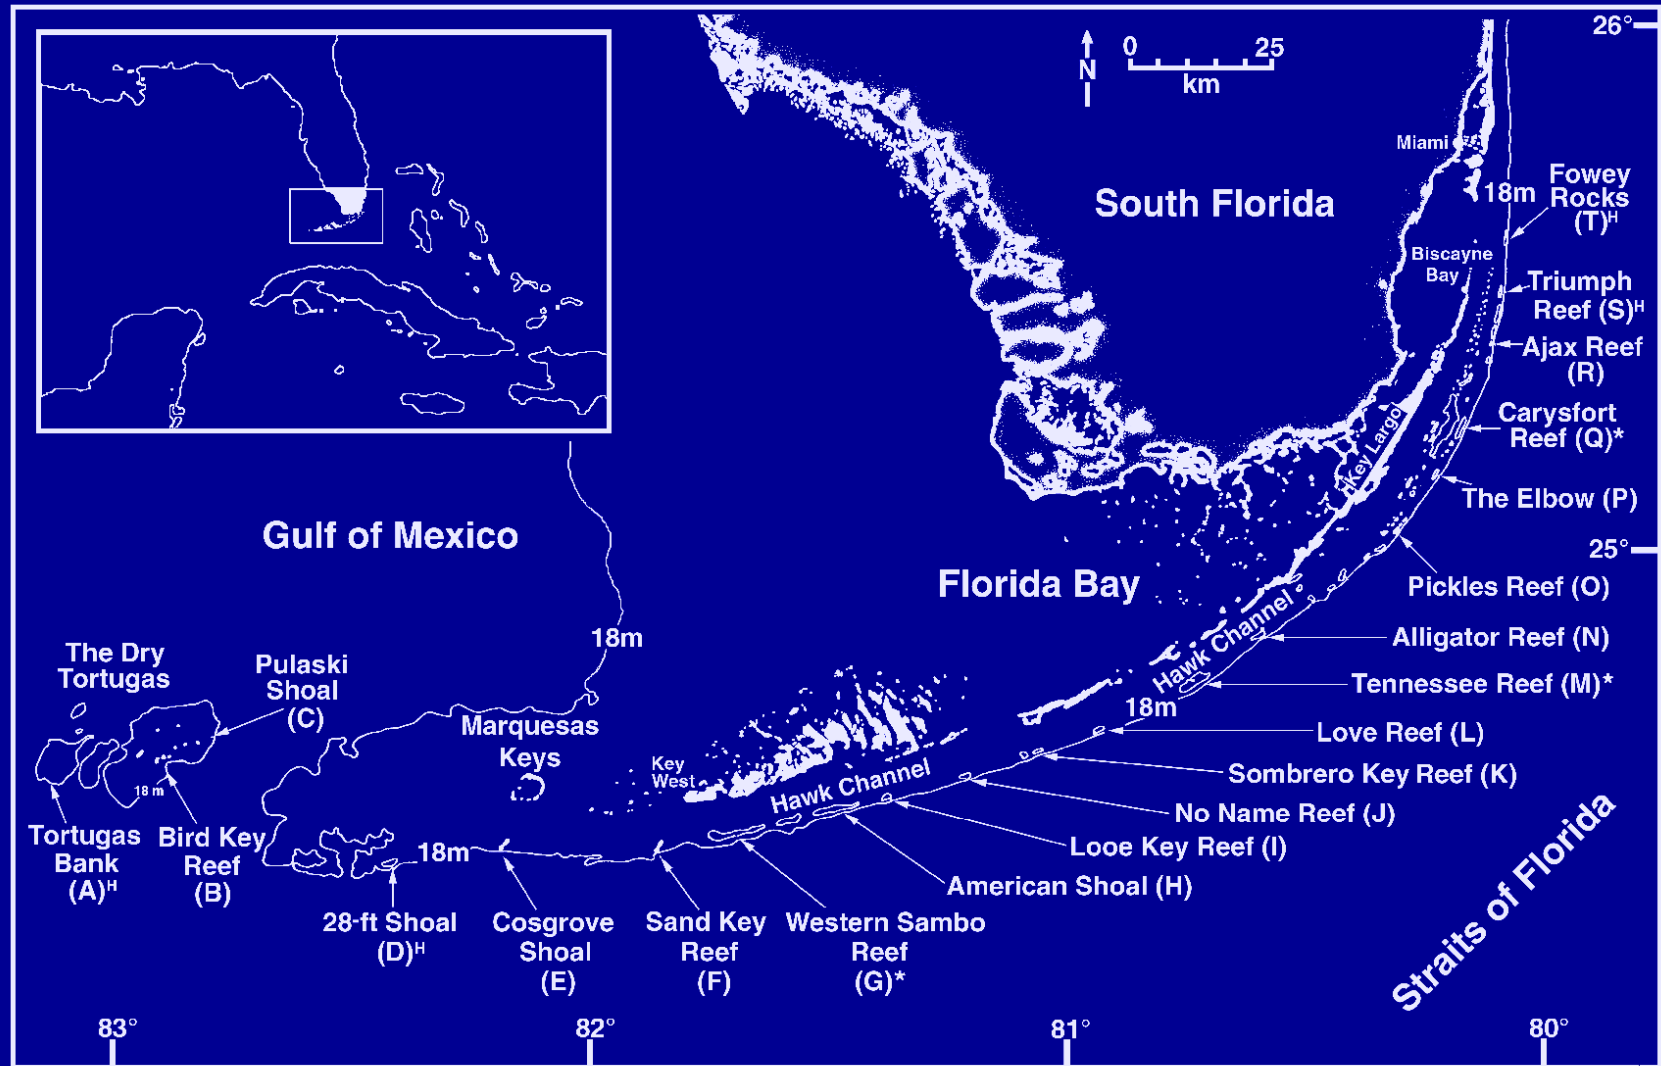 26°
0 25
N
km
Miami
18m
Fowey
Rocks
(T)ᴴ
South Florida
Biscayne
Bay
Triumph
Reef (S)ᴴ
Ajax Reef
(R)
Carysfort
Reef (Q)*
Key Largo
The Elbow (P)
Gulf of Mexico
25°
Florida Bay
Pickles Reef (O)
Hawk Channel
Alligator Reef (N)
18m
The Dry
Tortugas
Pulaski
Shoal
(C)
Tennessee Reef (M)*
18m
Marquesas
Keys
Love Reef (L)
Key
West
Sombrero Key Reef (K)
Hawk Channel
18 m
No Name Reef (J)
Tortugas
Bank
(A)ᴴ
Bird Key
Reef
(B)
18m
Looe Key Reef (I)
American Shoal (H)
28-ft Shoal
(D)ᴴ
Cosgrove
Shoal
(E)
Sand Key
Reef
(F)
Western Sambo
Reef
(G)*
Straits of Florida
83°
82°
81°
80°